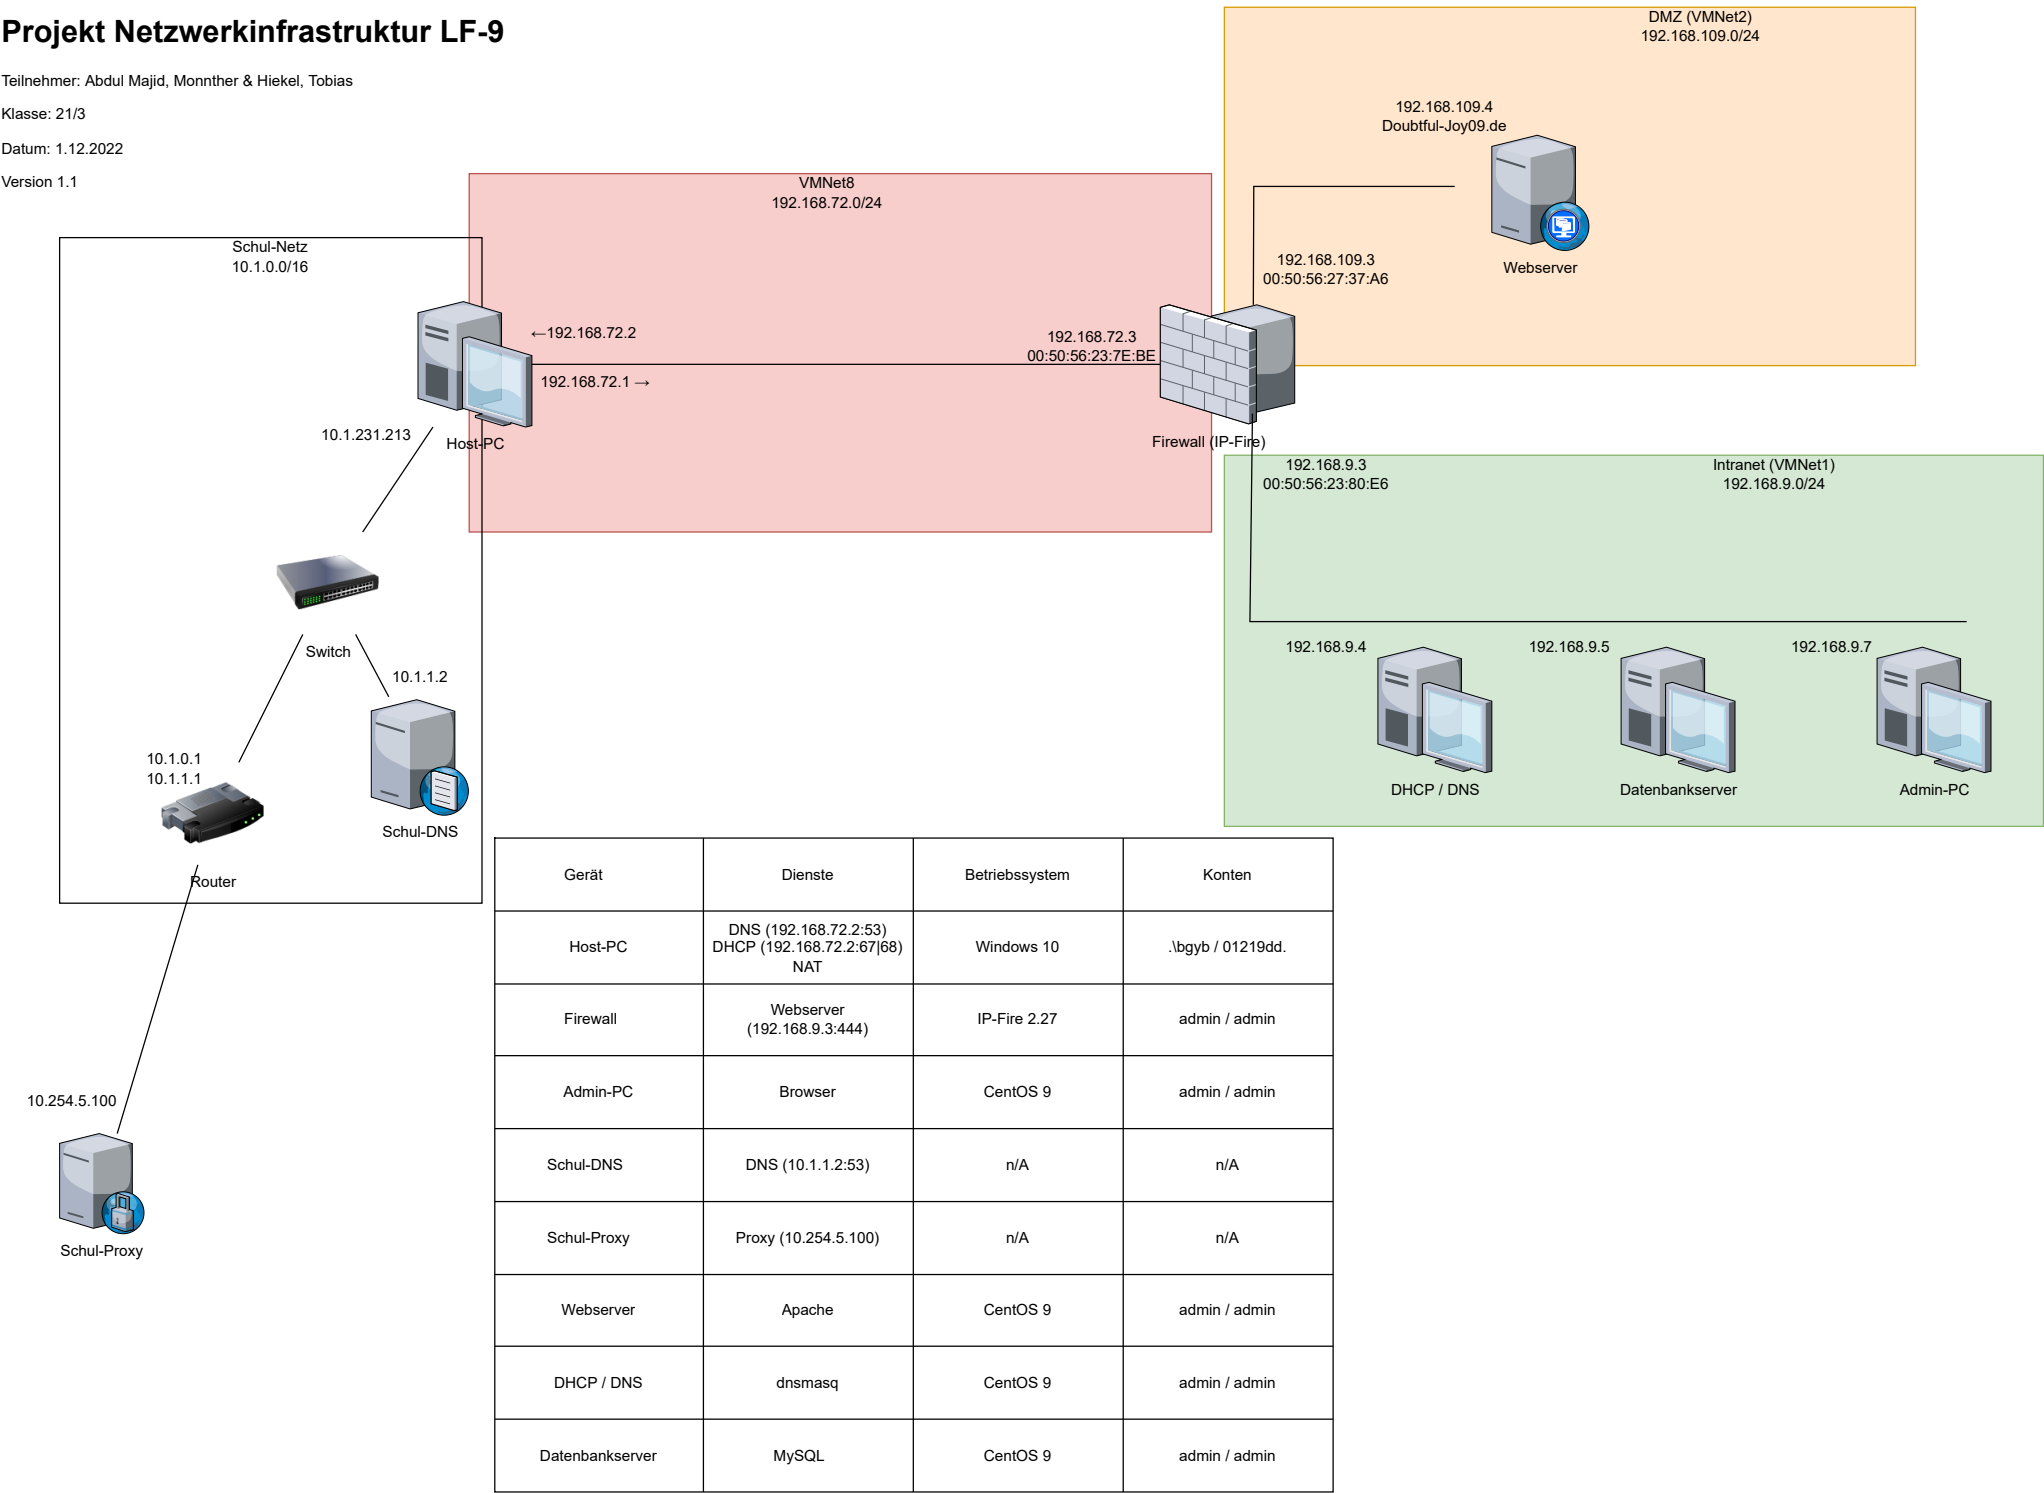 Projekt Netzwerkinfrastruktur LF-9
Teilnehmer: Abdul Majid, Monnther & Hiekel, Tobias
Klasse: 21/3
Datum: 1.12.2022
Version 1.1
DMZ (VMNet2)
192.168.109.0/24
192.168.109.4
Doubtful-Joy09.de
Webserver
192.168.109.3
00:50:56:27:37:A6
VMNet8
192.168.72.0/24
←192.168.72.2
192.168.72.1 →
192.168.72.3
00:50:56:23:7E:BE
Firewall (IP-Fire)
Schul-Netz
10.1.0.0/16
Host-PC
10.1.231.213
Switch
10.1.1.2
Schul-DNS
10.1.0.1
10.1.1.1
Router
10.254.5.100
Schul-Proxy
192.168.9.3
00:50:56:23:80:E6
Intranet (VMNet1)
192.168.9.0/24
192.168.9.4
DHCP / DNS
192.168.9.5
Datenbankserver
192.168.9.7
Admin-PC
Gerät
Dienste
Betriebssystem
Konten
Host-PC
DNS (192.168.72.2:53)
DHCP (192.168.72.2:67|68)
NAT
Windows 10
.\bgyb / 01219dd.
Firewall
Webserver
(192.168.9.3:444)
IP-Fire 2.27
admin / admin
Admin-PC
Browser
CentOS 9
admin / admin
Schul-DNS
DNS (10.1.1.2:53)
n/A
n/A
Schul-Proxy
Proxy (10.254.5.100)
n/A
n/A
Webserver
Apache
CentOS 9
admin / admin
DHCP / DNS
dnsmasq
CentOS 9
admin / admin
Datenbankserver
MySQL
CentOS 9
admin / admin